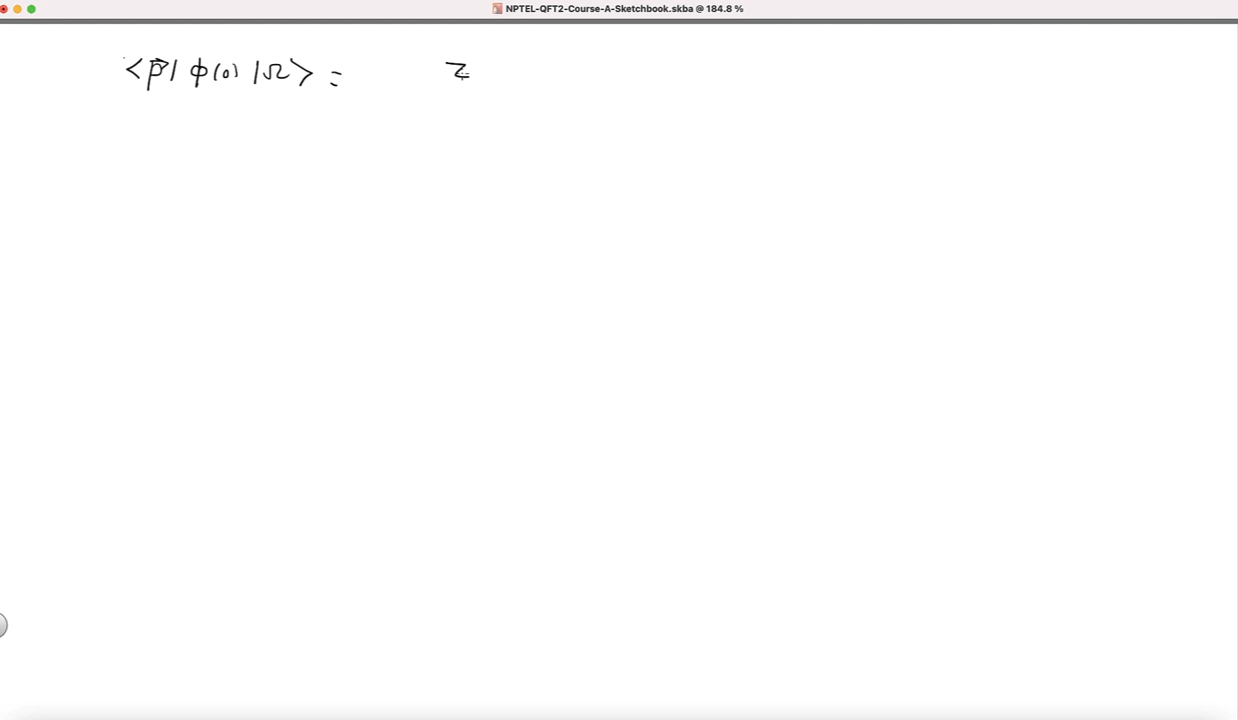 NPTEL-QFT2-Course-A-Sketchbook.skba @ 184.8 %
<p⃗| φ(0) |Ω> = Z